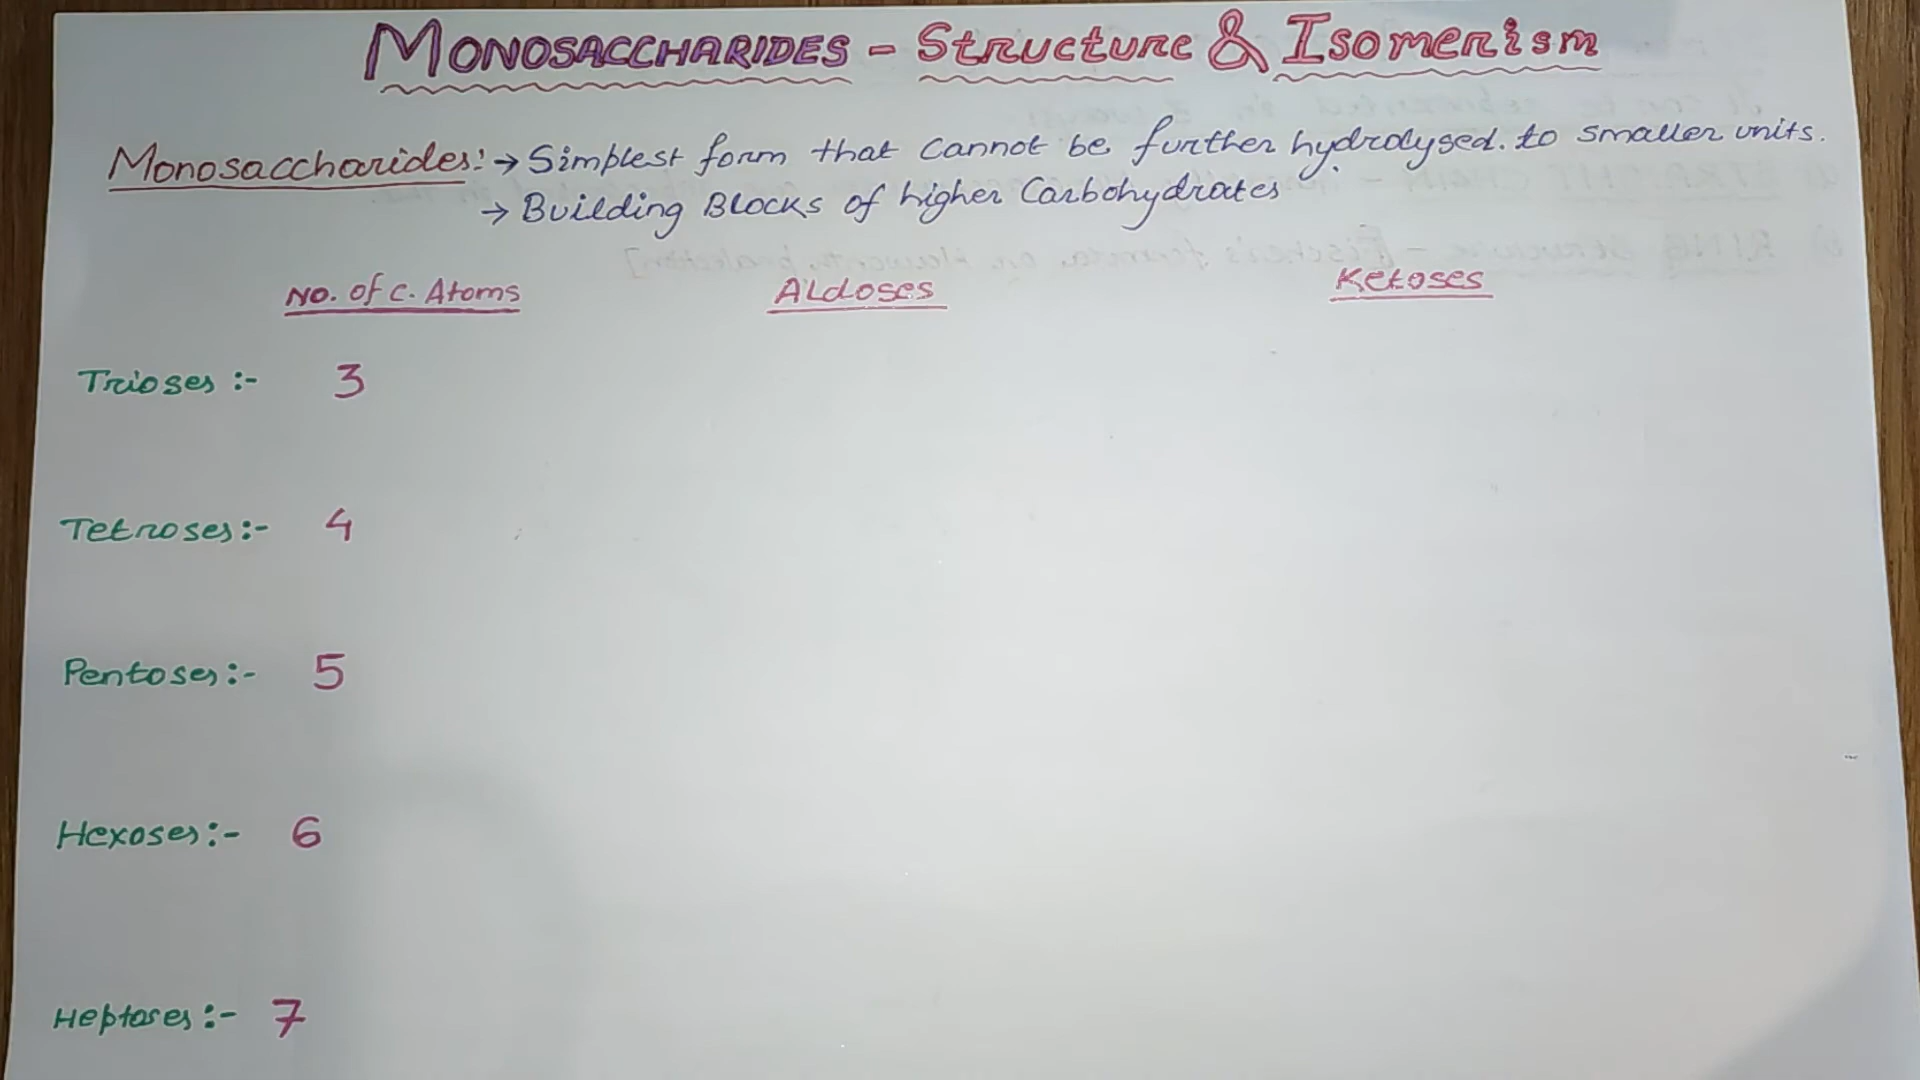 MONOSACCHARIDES - Structure & Isomerism
Monosaccharides:→ Simplest form that cannot be further hydrolysed. to smaller units.
→ Building Blocks of higher Carbohydrates
No. of C. Atoms Aldoses Ketoses
Trioses :- 3
Tetroses:- 4
Pentoses:- 5
Hexoses:- 6
Heptoses:- 7